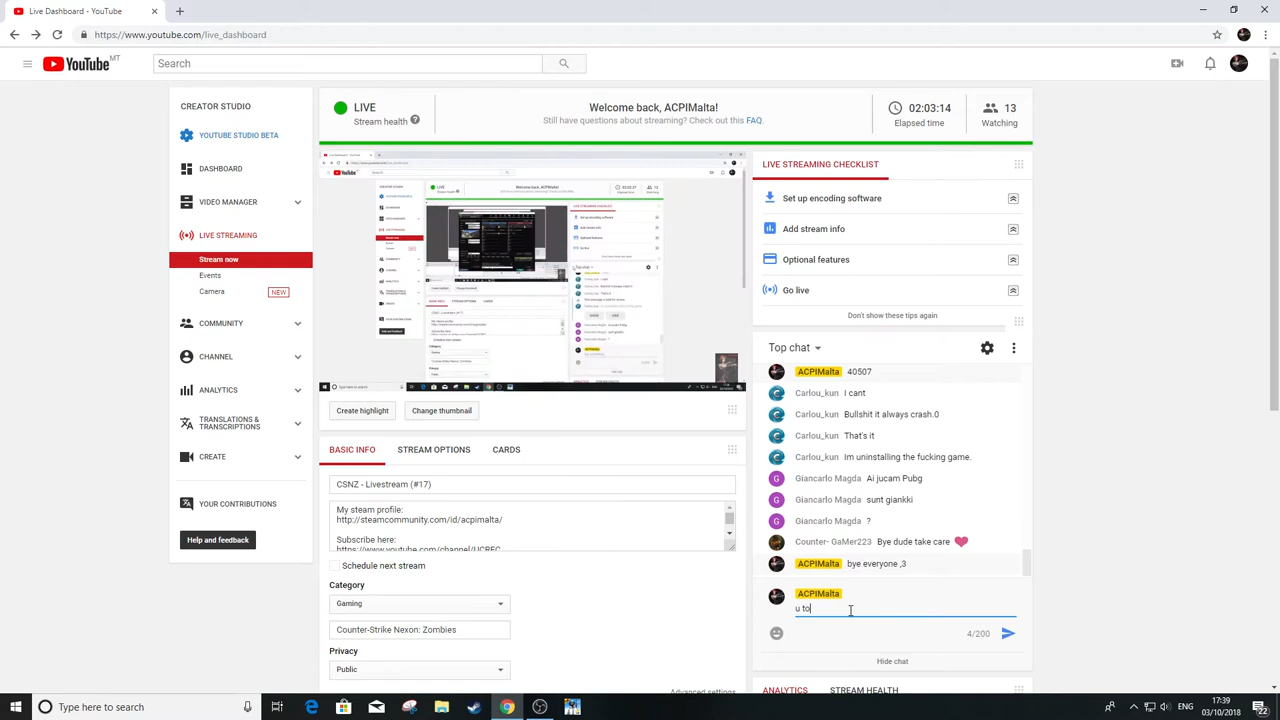 Live Dashboard - YouTube
https://www.youtube.com/live_dashboard
YouTube MT
Search
CREATOR STUDIO
YOUTUBE STUDIO BETA
DASHBOARD
VIDEO MANAGER
LIVE STREAMING
Stream now
Events
Camera
NEW
COMMUNITY
CHANNEL
ANALYTICS
TRANSLATIONS &
TRANSCRIPTIONS
CREATE
YOUR CONTRIBUTIONS
Help and feedback
LIVE
Stream health
Welcome back, ACPIMalta!
Still have questions about streaming? Check out this FAQ.
02:03:14
Elapsed time
13
Watching
Create highlight
Change thumbnail
BASIC INFO
STREAM OPTIONS
CARDS
CSNZ - Livestream (#17)
My steam profile:
http://steamcommunity.com/id/acpimalta/
Subscribe here:
Schedule next stream
Category
Gaming
Counter-Strike Nexon: Zombies
Privacy
Public
Advanced settings
LIVE STREAMING CHECKLIST
Set up encoding software
Add stream info
Optional features
Go live
Don't show these tips again
Top chat
ACPIMalta 40507
Carlou_kun I cant
Carlou_kun Bullshit it always crash.0
Carlou_kun That's it
Carlou_kun Im uninstalling the fucking game.
Giancarlo Magda Ai jucam Pubg
Giancarlo Magda sunt giankki
Giancarlo Magda ?
Counter- GaMer223 Bye dude take care
ACPIMalta bye everyone ,3
ACPIMalta
u to
4/200
Hide chat
ANALYTICS
STREAM HEALTH
Type here to search
ENG
17:39
03/10/2018